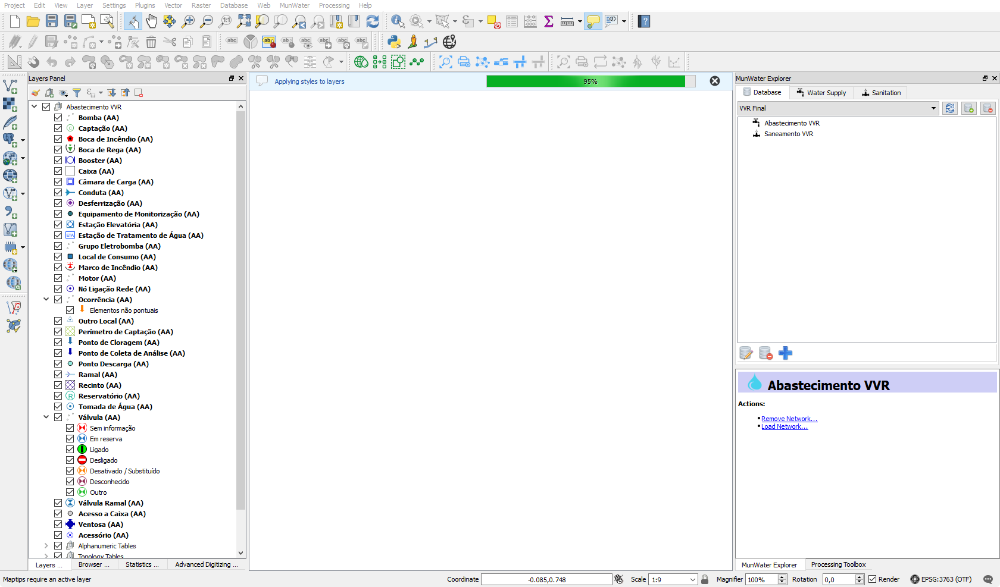 Project Edit View Layer Settings Plugins Vector Raster Database Web MunWater Processing Help
Layers Panel
Applying styles to layers
95%
MunWater Explorer
Database
Water Supply
Sanitation
VVR Final
Abastecimento VVR
Saneamento VVR
Abastecimento VVR
Bomba (AA)
Captação (AA)
Boca de Incêndio (AA)
Boca de Rega (AA)
Booster (AA)
Caixa (AA)
Câmara de Carga (AA)
Conduta (AA)
Desferrização (AA)
Equipamento de Monitorização (AA)
Estação Elevatória (AA)
ETA Estação de Tratamento de Água (AA)
Grupo Eletrobomba (AA)
Local de Consumo (AA)
Marco de Incêndio (AA)
Motor (AA)
Nó Ligação Rede (AA)
Ocorrência (AA)
Elementos não pontuais
Outro Local (AA)
Perímetro de Captação (AA)
Ponto de Cloragem (AA)
Ponto de Coleta de Análise (AA)
Ponto Descarga (AA)
Ramal (AA)
Recinto (AA)
Reservatório (AA)
Tomada de Água (AA)
Válvula (AA)
Sem informação
Em reserva
Ligado
Desligado
Desativado / Substituído
Desconhecido
Outro
Válvula Ramal (AA)
Acesso a Caixa (AA)
Ventosa (AA)
Acessório (AA)
Alphanumeric Tables
Topology Tables
Layers ...
Browser ...
Statistics ...
Advanced Digitizing ...
Abastecimento VVR
Actions:
Remove Network...
Load Network...
MunWater Explorer
Processing Toolbox
Maptips require an active layer
Coordinate -0.085,0.748
Scale 1:9
Magnifier 100%
Rotation 0,0
Render
EPSG:3763 (OTF)